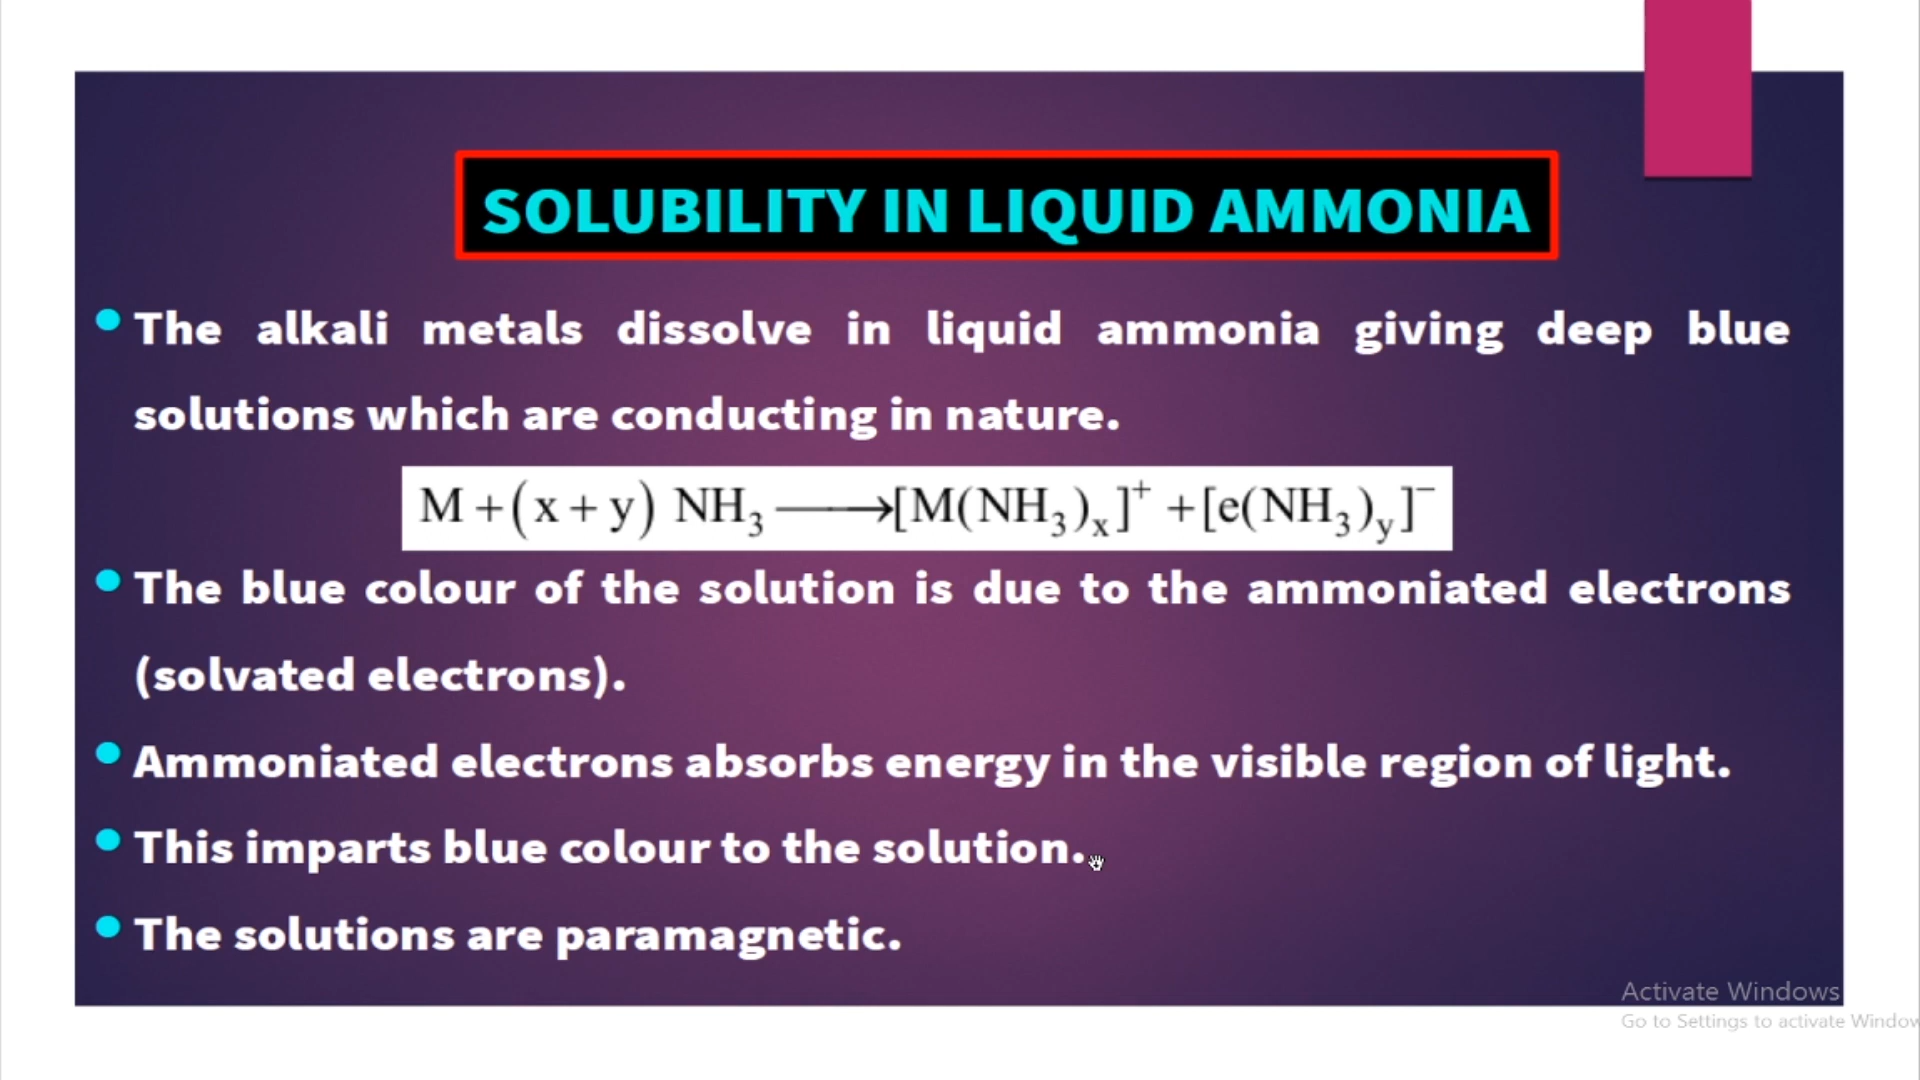 SOLUBILITY IN LIQUID AMMONIA
• The alkali metals dissolve in liquid ammonia giving deep blue
solutions which are conducting in nature.
M + (x + y) NH₃ ⟶ [M(NH₃)ₓ]⁺ + [e(NH₃)ᵧ]⁻
• The blue colour of the solution is due to the ammoniated electrons
(solvated electrons).
• Ammoniated electrons absorbs energy in the visible region of light.
• This imparts blue colour to the solution.
• The solutions are paramagnetic.
Activate Windows
Go to Settings to activate Window